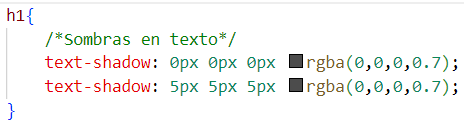 h1{
/*Sombras en texto*/
text-shadow: 0px 0px 0px rgba(0,0,0,0.7);
text-shadow: 5px 5px 5px rgba(0,0,0,0.7);
}